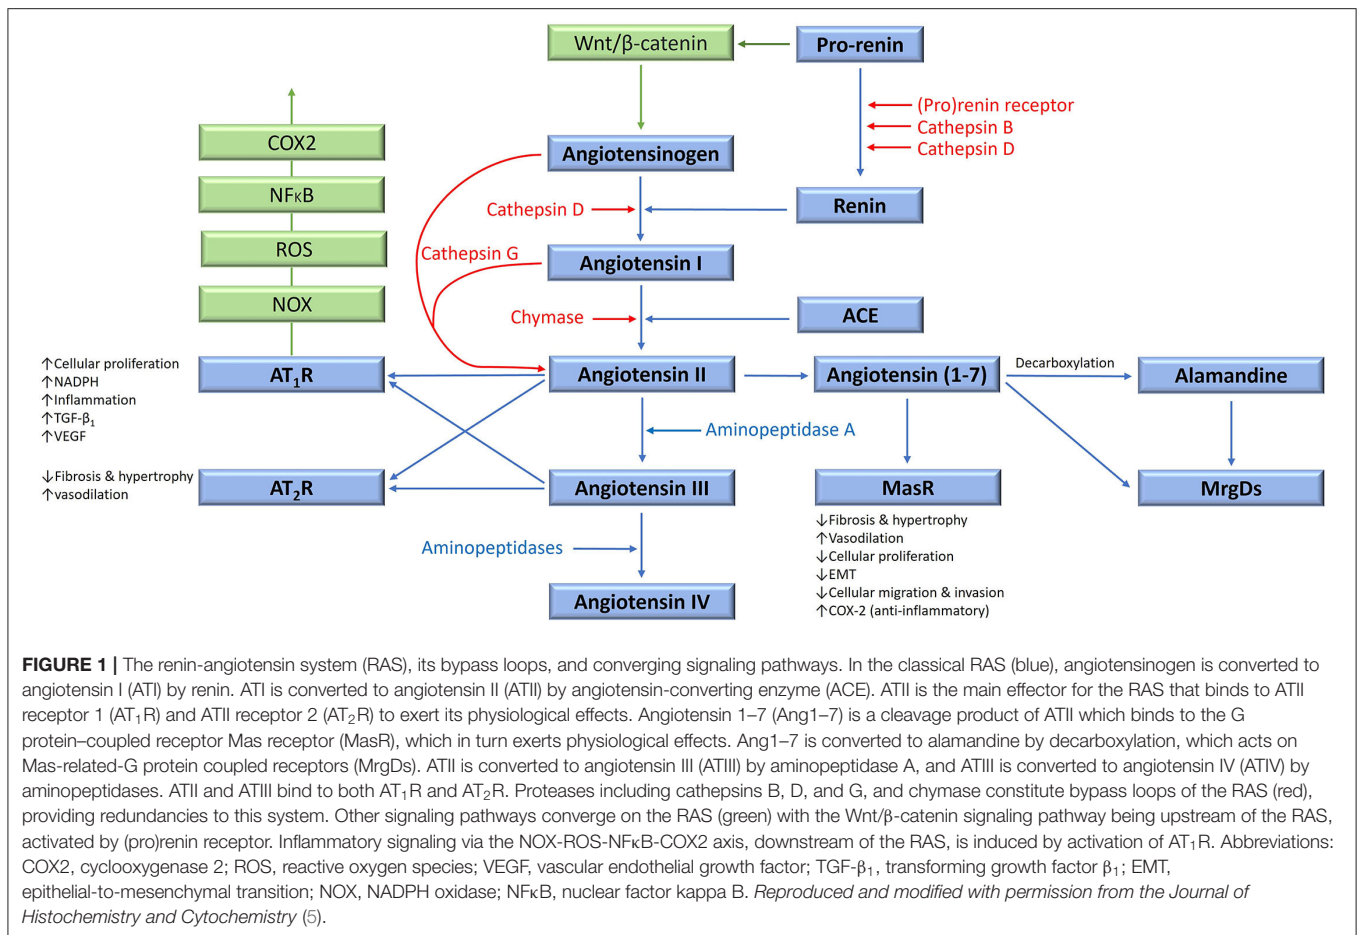 Wnt/β-catenin
Pro-renin
(Pro)renin receptor
Cathepsin B
Cathepsin D
COX2
Angiotensinogen
NFκB
Cathepsin D
Renin
ROS
Cathepsin G
Angiotensin I
NOX
Chymase
ACE
↑Cellular proliferation
↑NADPH
↑Inflammation
↑TGF-β₁
↑VEGF
AT₁R
Angiotensin II
Angiotensin (1-7)
Decarboxylation
Alamandine
Aminopeptidase A
↓Fibrosis & hypertrophy
↑vasodilation
AT₂R
Angiotensin III
MasR
MrgDs
↓Fibrosis & hypertrophy
↑Vasodilation
↓Cellular proliferation
↓EMT
↓Cellular migration & invasion
↑COX-2 (anti-inflammatory)
Aminopeptidases
Angiotensin IV
FIGURE 1 | The renin-angiotensin system (RAS), its bypass loops, and converging signaling pathways. In the classical RAS (blue), angiotensinogen is converted to
angiotensin I (ATI) by renin. ATI is converted to angiotensin II (ATII) by angiotensin-converting enzyme (ACE). ATII is the main effector for the RAS that binds to ATII
receptor 1 (AT₁R) and ATII receptor 2 (AT₂R) to exert its physiological effects. Angiotensin 1–7 (Ang1–7) is a cleavage product of ATII which binds to the G
protein–coupled receptor Mas receptor (MasR), which in turn exerts physiological effects. Ang1–7 is converted to alamandine by decarboxylation, which acts on
Mas-related-G protein coupled receptors (MrgDs). ATII is converted to angiotensin III (ATIII) by aminopeptidase A, and ATIII is converted to angiotensin IV (ATIV) by
aminopeptidases. ATII and ATIII bind to both AT₁R and AT₂R. Proteases including cathepsins B, D, and G, and chymase constitute bypass loops of the RAS (red),
providing redundancies to this system. Other signaling pathways converge on the RAS (green) with the Wnt/β-catenin signaling pathway being upstream of the RAS,
activated by (pro)renin receptor. Inflammatory signaling via the NOX-ROS-NFκB-COX2 axis, downstream of the RAS, is induced by activation of AT₁R. Abbreviations:
COX2, cyclooxygenase 2; ROS, reactive oxygen species; VEGF, vascular endothelial growth factor; TGF-β₁, transforming growth factor β₁; EMT,
epithelial-to-mesenchymal transition; NOX, NADPH oxidase; NFκB, nuclear factor kappa B. Reproduced and modified with permission from the Journal of
Histochemistry and Cytochemistry (5).